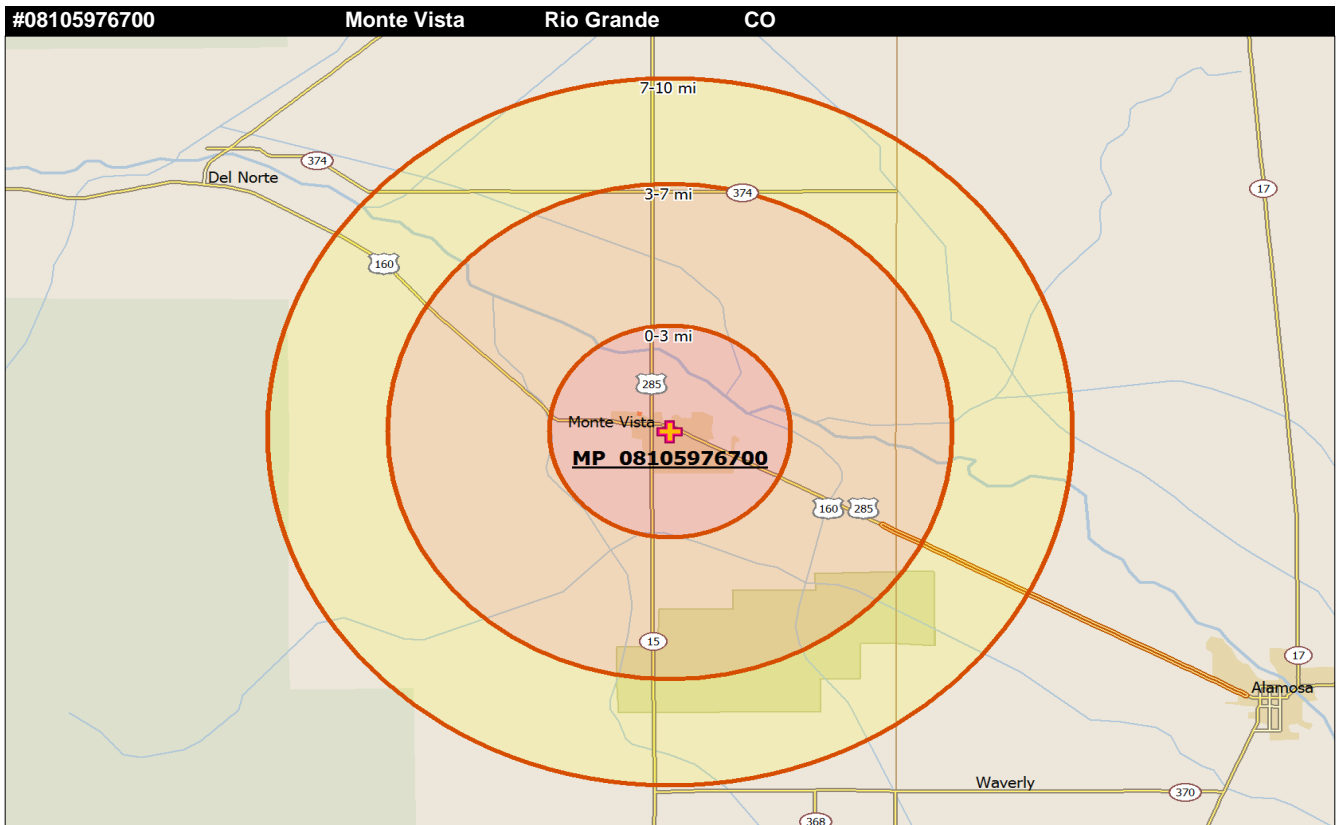 #08105976700 Monte Vista Rio Grande CO
7-10 mi
374
Del Norte
3-7 mi
374
17
160
0-3 mi
285
Monte Vista
MP 08105976700
160 285
15
17
Alamosa
Waverly
370
368